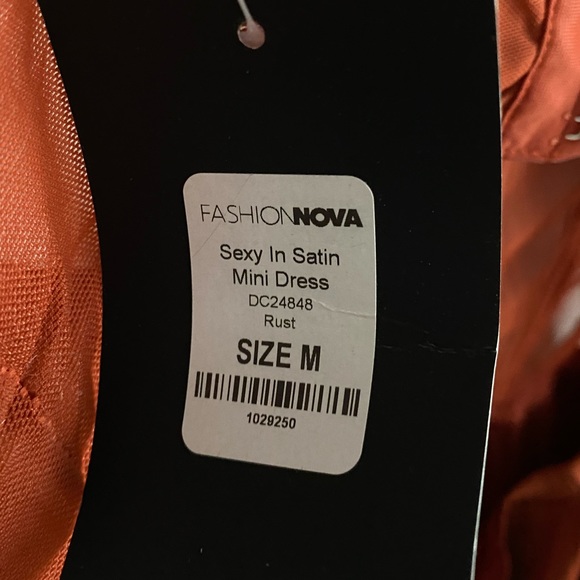 FASHIONNOVA
Sexy In Satin
Mini Dress
DC24848
Rust
SIZE M
1029250